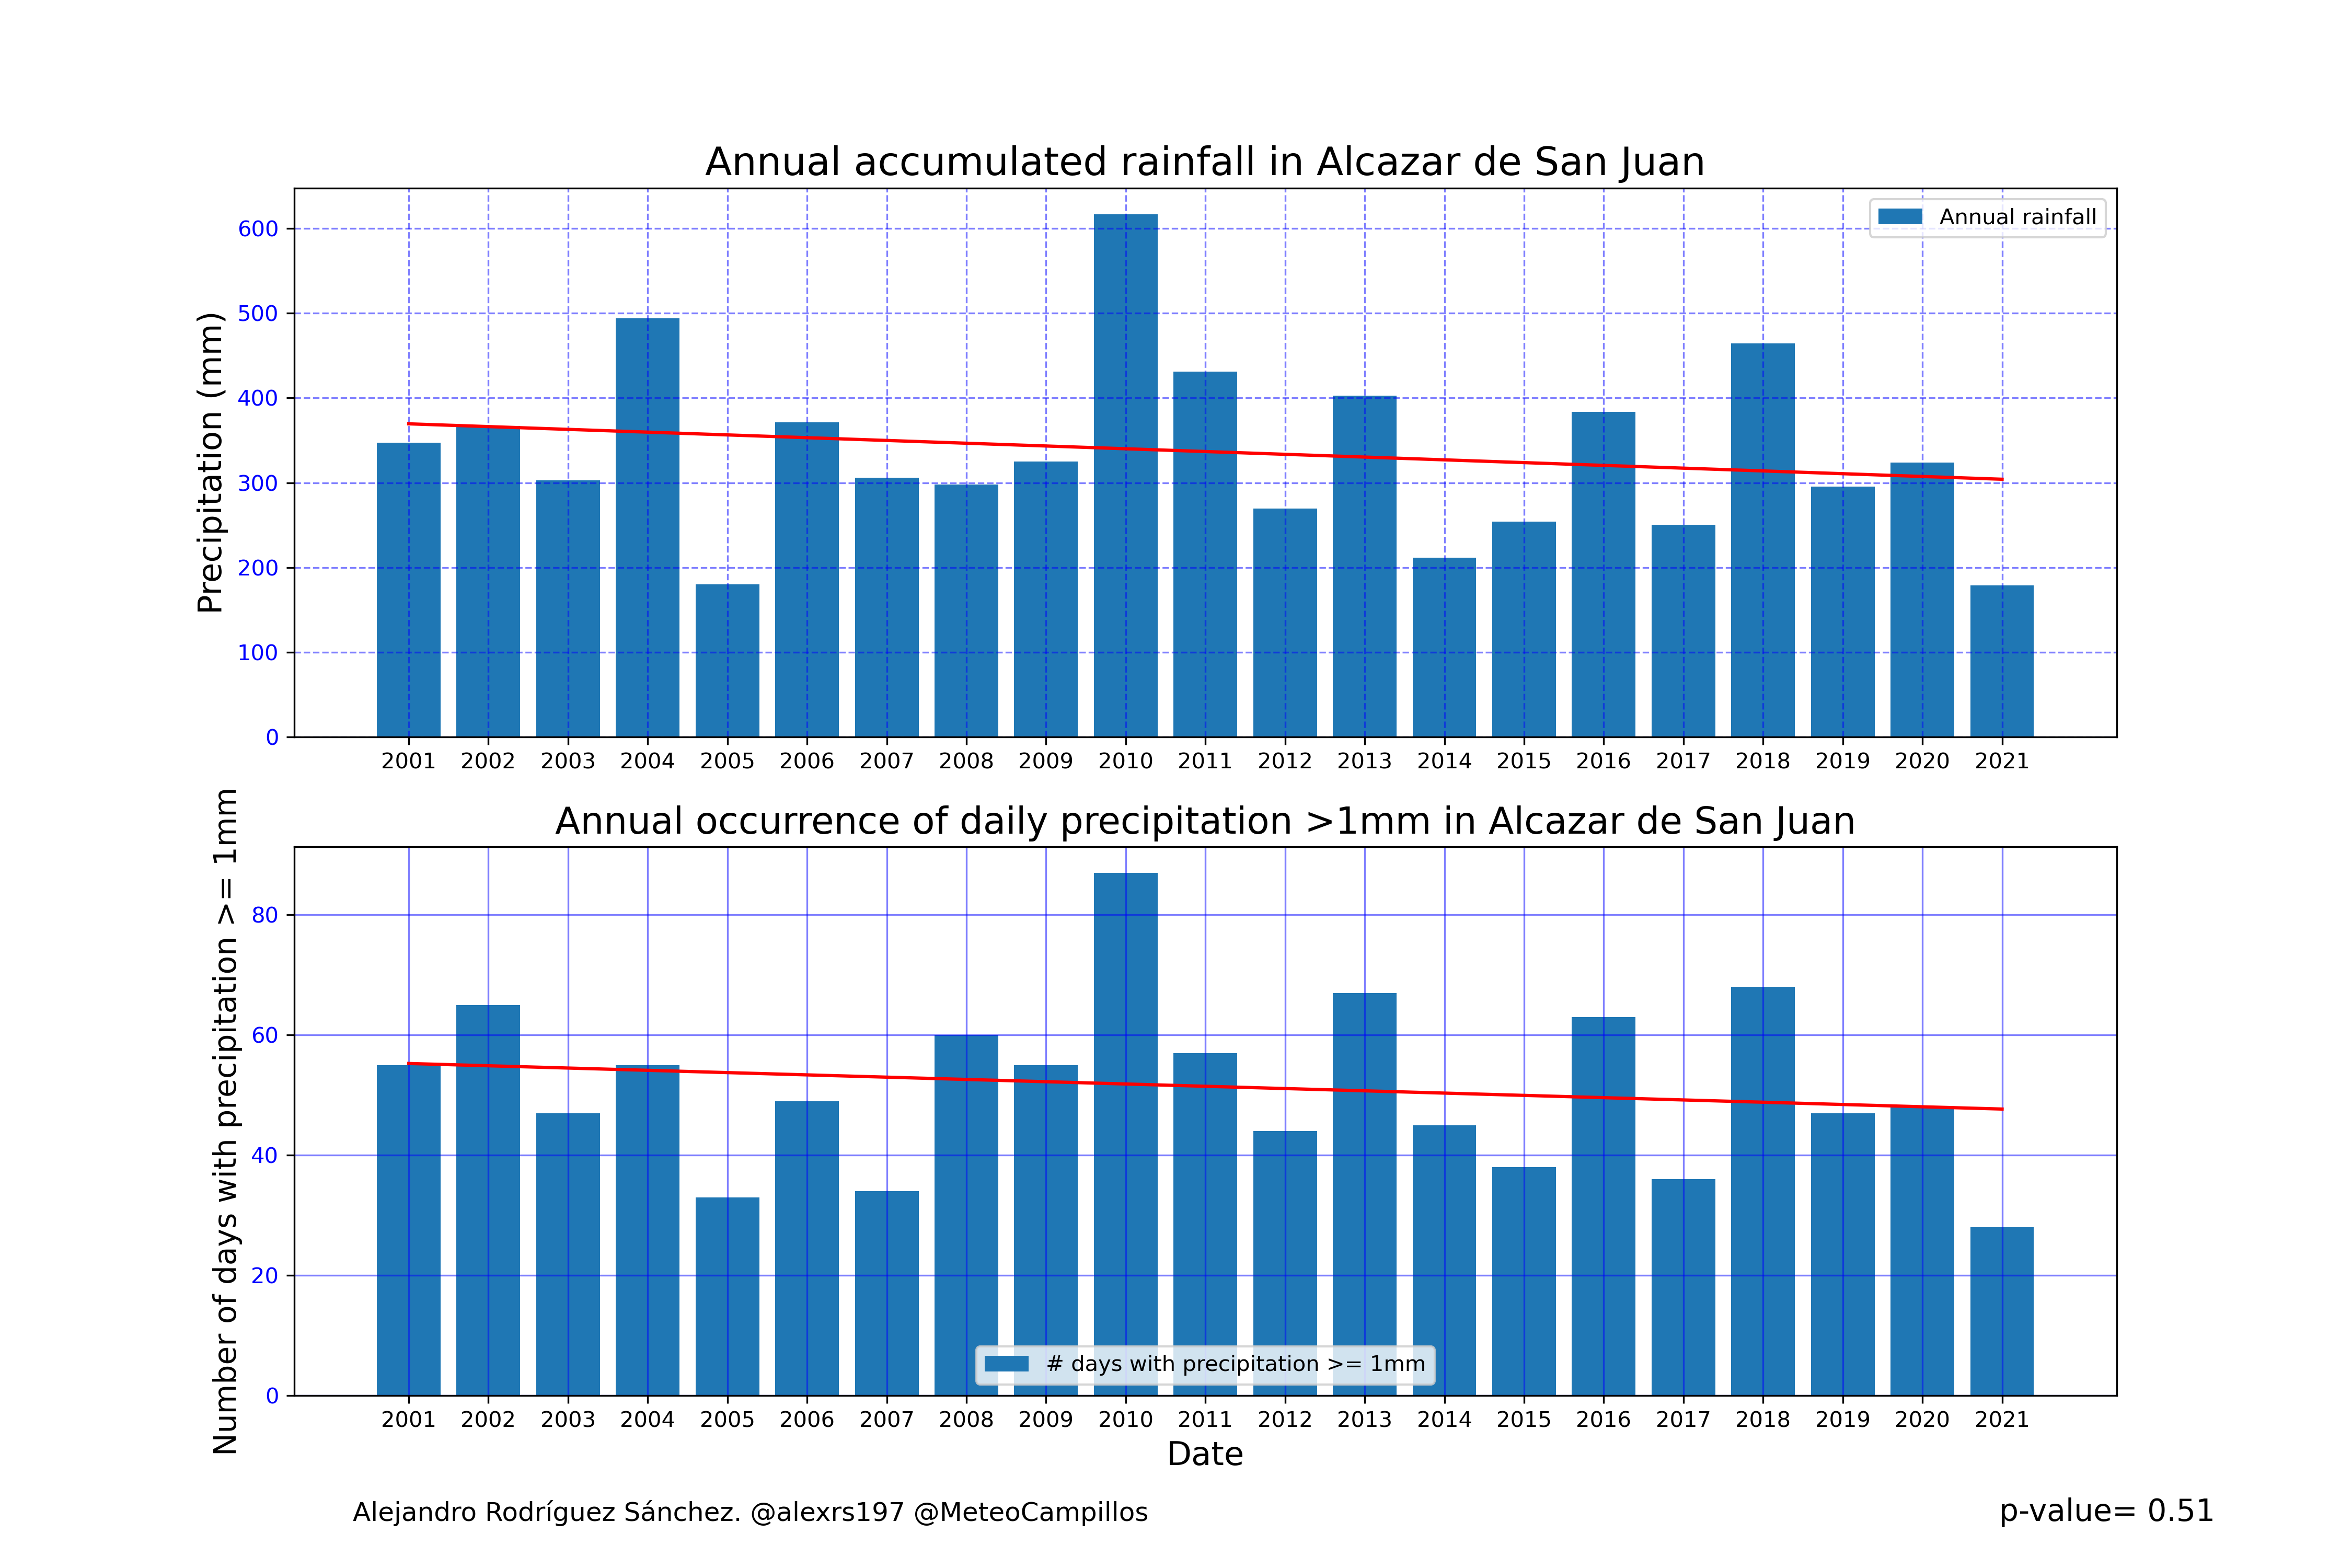 Annual accumulated rainfall in Alcazar de San Juan
Precipitation (mm)
600
500
400
300
200
100
0
Annual rainfall
2001 2002 2003 2004 2005 2006 2007 2008 2009 2010 2011 2012 2013 2014 2015 2016 2017 2018 2019 2020 2021
Annual occurrence of daily precipitation >1mm in Alcazar de San Juan
Number of days with precipitation >= 1mm
80
60
40
20
0
# days with precipitation >= 1mm
2001 2002 2003 2004 2005 2006 2007 2008 2009 2010 2011 2012 2013 2014 2015 2016 2017 2018 2019 2020 2021
Date
Alejandro Rodríguez Sánchez. @alexrs197 @MeteoCampillos
p-value= 0.51